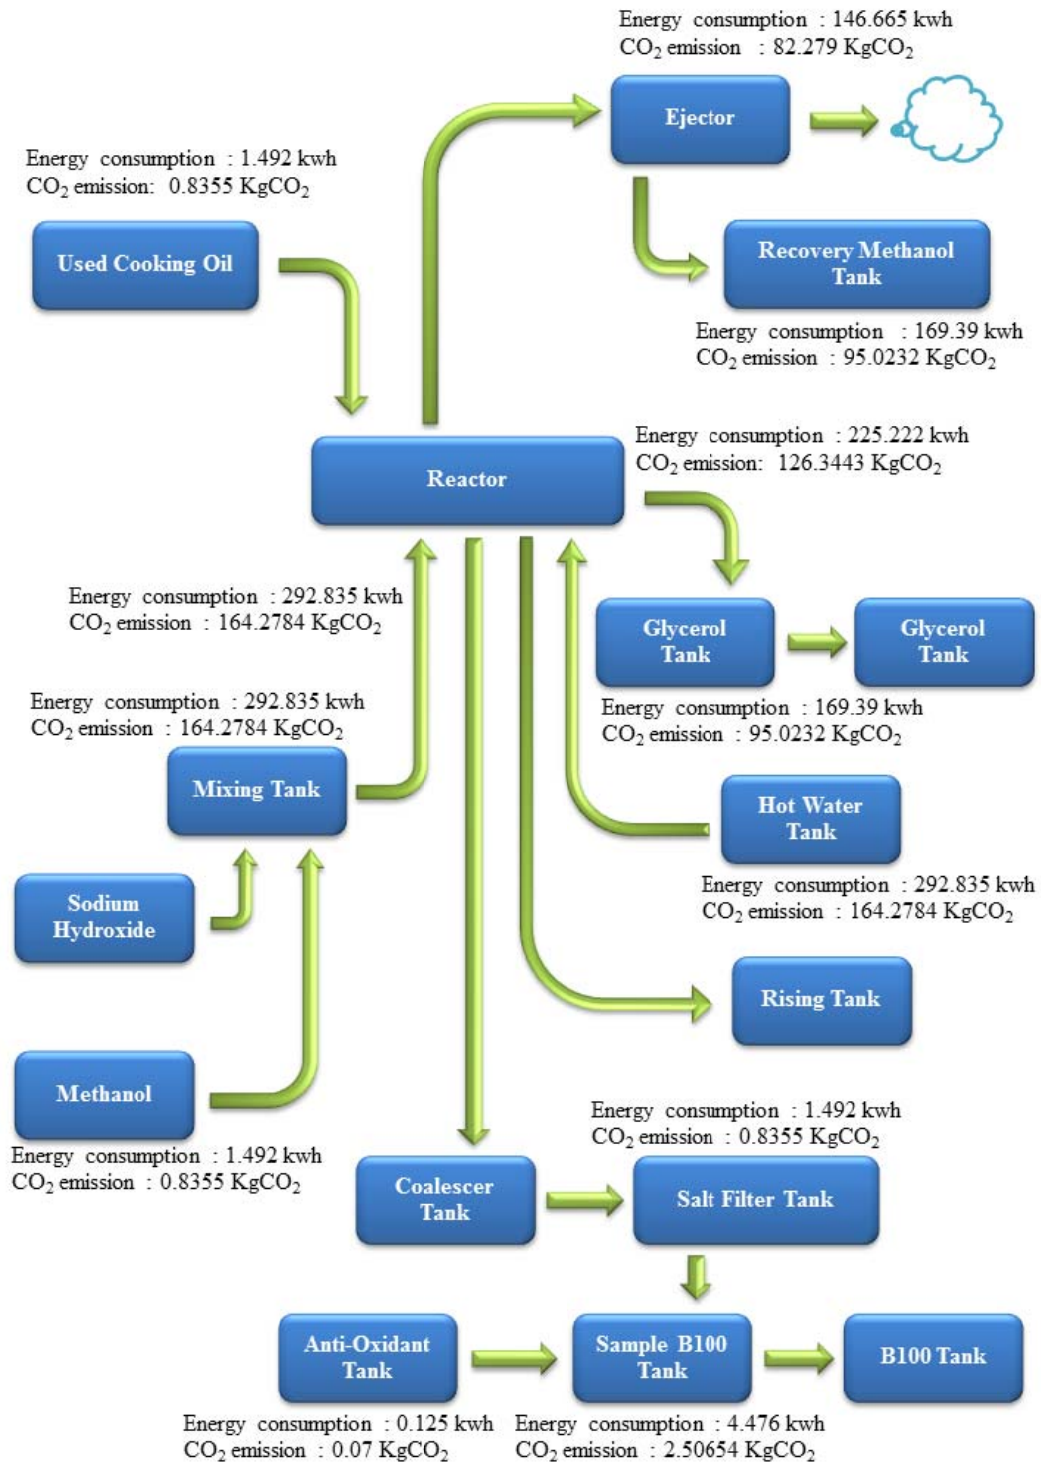 Energy consumption : 146.665 kwh
CO₂ emission : 82.279 KgCO₂
Ejector
Energy consumption : 1.492 kwh
CO₂ emission: 0.8355 KgCO₂
Used Cooking Oil
Recovery Methanol
Tank
Energy consumption : 169.39 kwh
CO₂ emission : 95.0232 KgCO₂
Reactor
Energy consumption : 225.222 kwh
CO₂ emission: 126.3443 KgCO₂
Energy consumption : 292.835 kwh
CO₂ emission : 164.2784 KgCO₂
Glycerol
Tank
Glycerol
Tank
Energy consumption : 169.39 kwh
CO₂ emission : 95.0232 KgCO₂
Energy consumption : 292.835 kwh
CO₂ emission : 164.2784 KgCO₂
Mixing Tank
Hot Water
Tank
Energy consumption : 292.835 kwh
CO₂ emission : 164.2784 KgCO₂
Sodium
Hydroxide
Rising Tank
Methanol
Energy consumption : 1.492 kwh
CO₂ emission : 0.8355 KgCO₂
Energy consumption : 1.492 kwh
CO₂ emission : 0.8355 KgCO₂
Coalescer
Tank
Salt Filter Tank
Anti-Oxidant
Tank
Sample B100
Tank
B100 Tank
Energy consumption : 0.125 kwh
CO₂ emission : 0.07 KgCO₂
Energy consumption : 4.476 kwh
CO₂ emission : 2.50654 KgCO₂